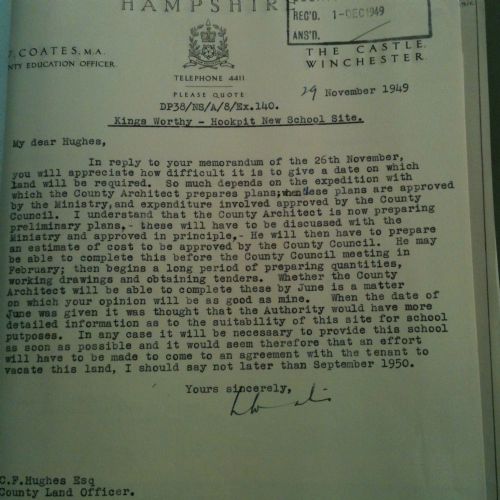 HAMPSHIRE
REC'D. 1-DEC1949
ANS'D.
COATES, M.A.
NTY EDUCATION OFFICER.
THE CASTLE,
WINCHESTER
TELEPHONE 4411
PLEASE QUOTE
DP38/NS/A/8/Ex.140.
29 November 1949
Kings Worthy - Hookpit New School Site.
My dear Hughes,
In reply to your memorandum of the 26th November,
you will appreciate how difficult it is to give a date on which
land will be required. So much depends on the expedition with
which the County Architect prepares plans; when these plans are approved
by the Ministry, and expenditure involved approved by the County
Council. I understand that the County Architect is now preparing
preliminary plans, - these will have to be discussed with the
Ministry and approved in principle. - He will then have to prepare
an estimate of cost to be approved by the County Council. He may
be able to complete this before the County Council meeting in
February; then begins a long period of preparing quantities,
working drawings and obtaining tenders. Whether the County
Architect will be able to complete these by June is a matter
on which your opinion will be as good as mine. When the date of
June was given it was thought that the Authority would have more
detailed information as to the suitability of this site for school
purposes. In any case it will be necessary to provide this school
as soon as possible and it would seem therefore that an effort
will have to be made to come to an agreement with the tenant to
vacate this land, I should say not later than September 1950.
Yours sincerely,
C.F.Hughes Esq
County Land Officer.